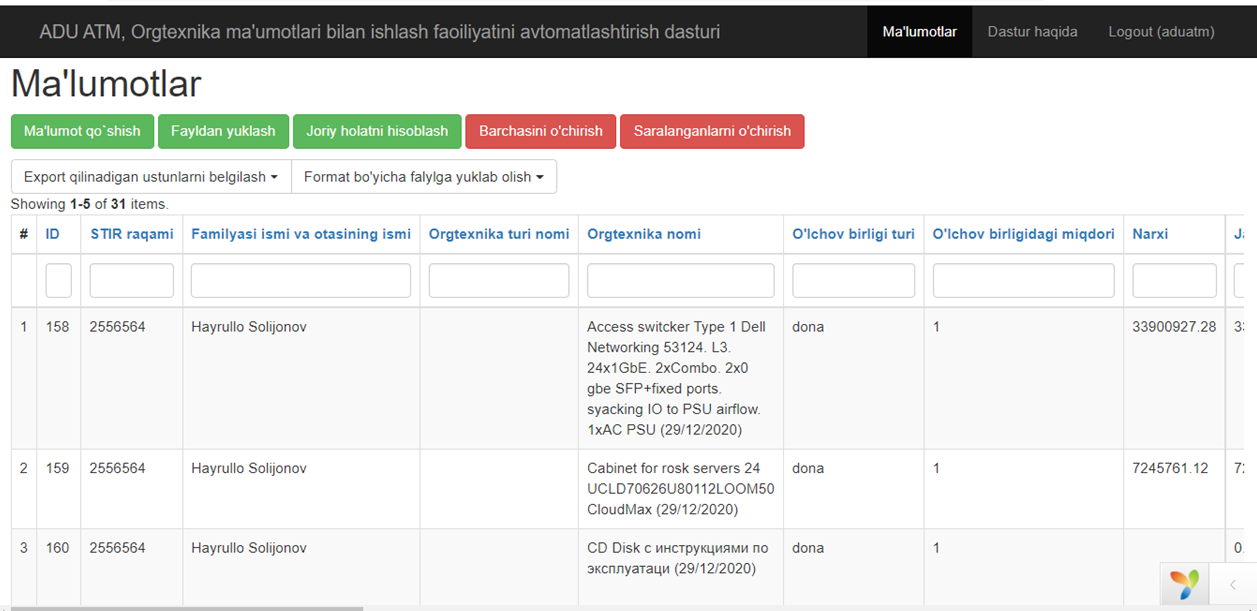 ADU ATM, Orgtexnika ma'umotlari bilan ishlash faoiliyatini avtomatlashtirish dasturi Ma'lumotlar Dastur haqida Logout (aduatm)
Ma'lumotlar
Ma'lumot qo`shish Fayldan yuklash Joriy holatni hisoblash Barchasini o'chirish Saralanganlarni o'chirish
Export qilinadigan ustunlarni belgilash Format bo'yicha falylga yuklab olish
Showing 1-5 of 31 items.
# ID STIR raqami Familyasi ismi va otasining ismi Orgtexnika turi nomi Orgtexnika nomi O'lchov birligi turi O'lchov birligidagi miqdori Narxi
1 158 2556564 Hayrullo Solijonov Access switcker Type 1 Dell dona 1 33900927.28
Networking 53124. L3.
24x1GbE. 2xCombo. 2x0
gbe SFP+fixed ports.
syacking IO to PSU airflow.
1xAC PSU (29/12/2020)
2 159 2556564 Hayrullo Solijonov Cabinet for rosk servers 24 dona 1 7245761.12
UCLD70626U80112LOOM50
CloudMax (29/12/2020)
3 160 2556564 Hayrullo Solijonov CD Disk с инструкциями по dona 1 0.
эксплуатаци (29/12/2020)